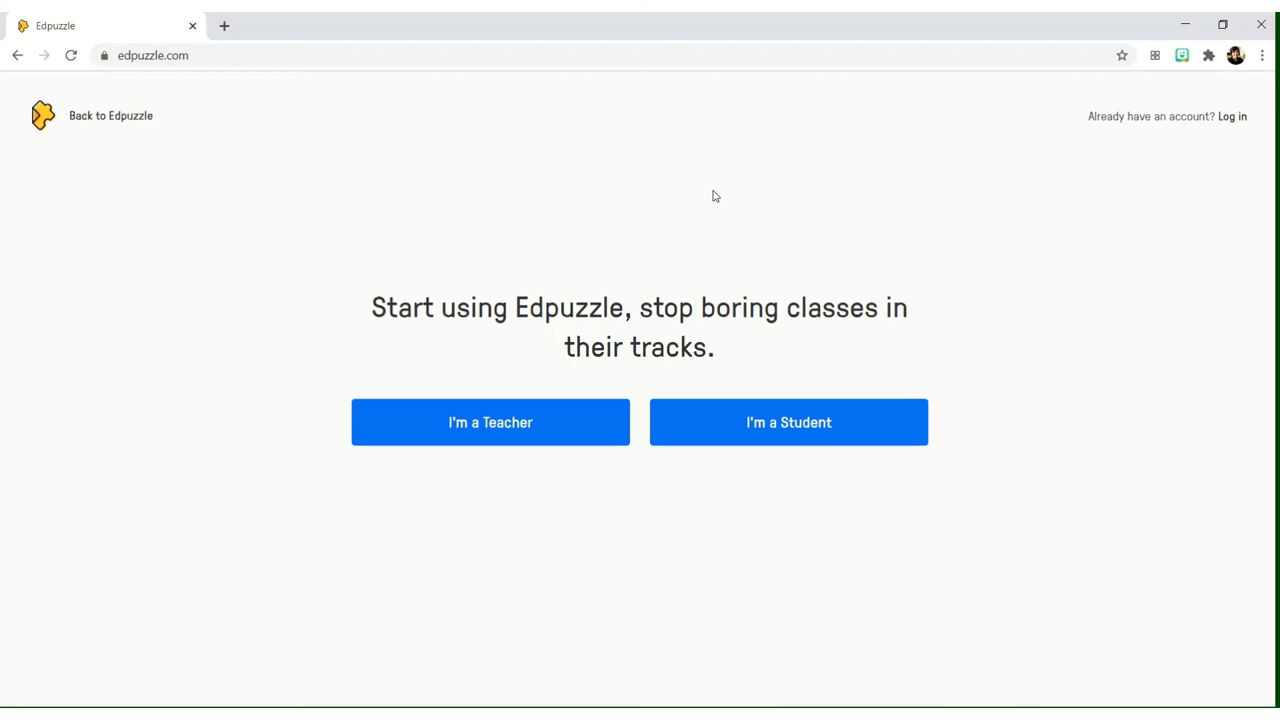 Edpuzzle
edpuzzle.com
Back to Edpuzzle
Already have an account? Log in
Start using Edpuzzle, stop boring classes in
their tracks.
I'm a Teacher
I'm a Student